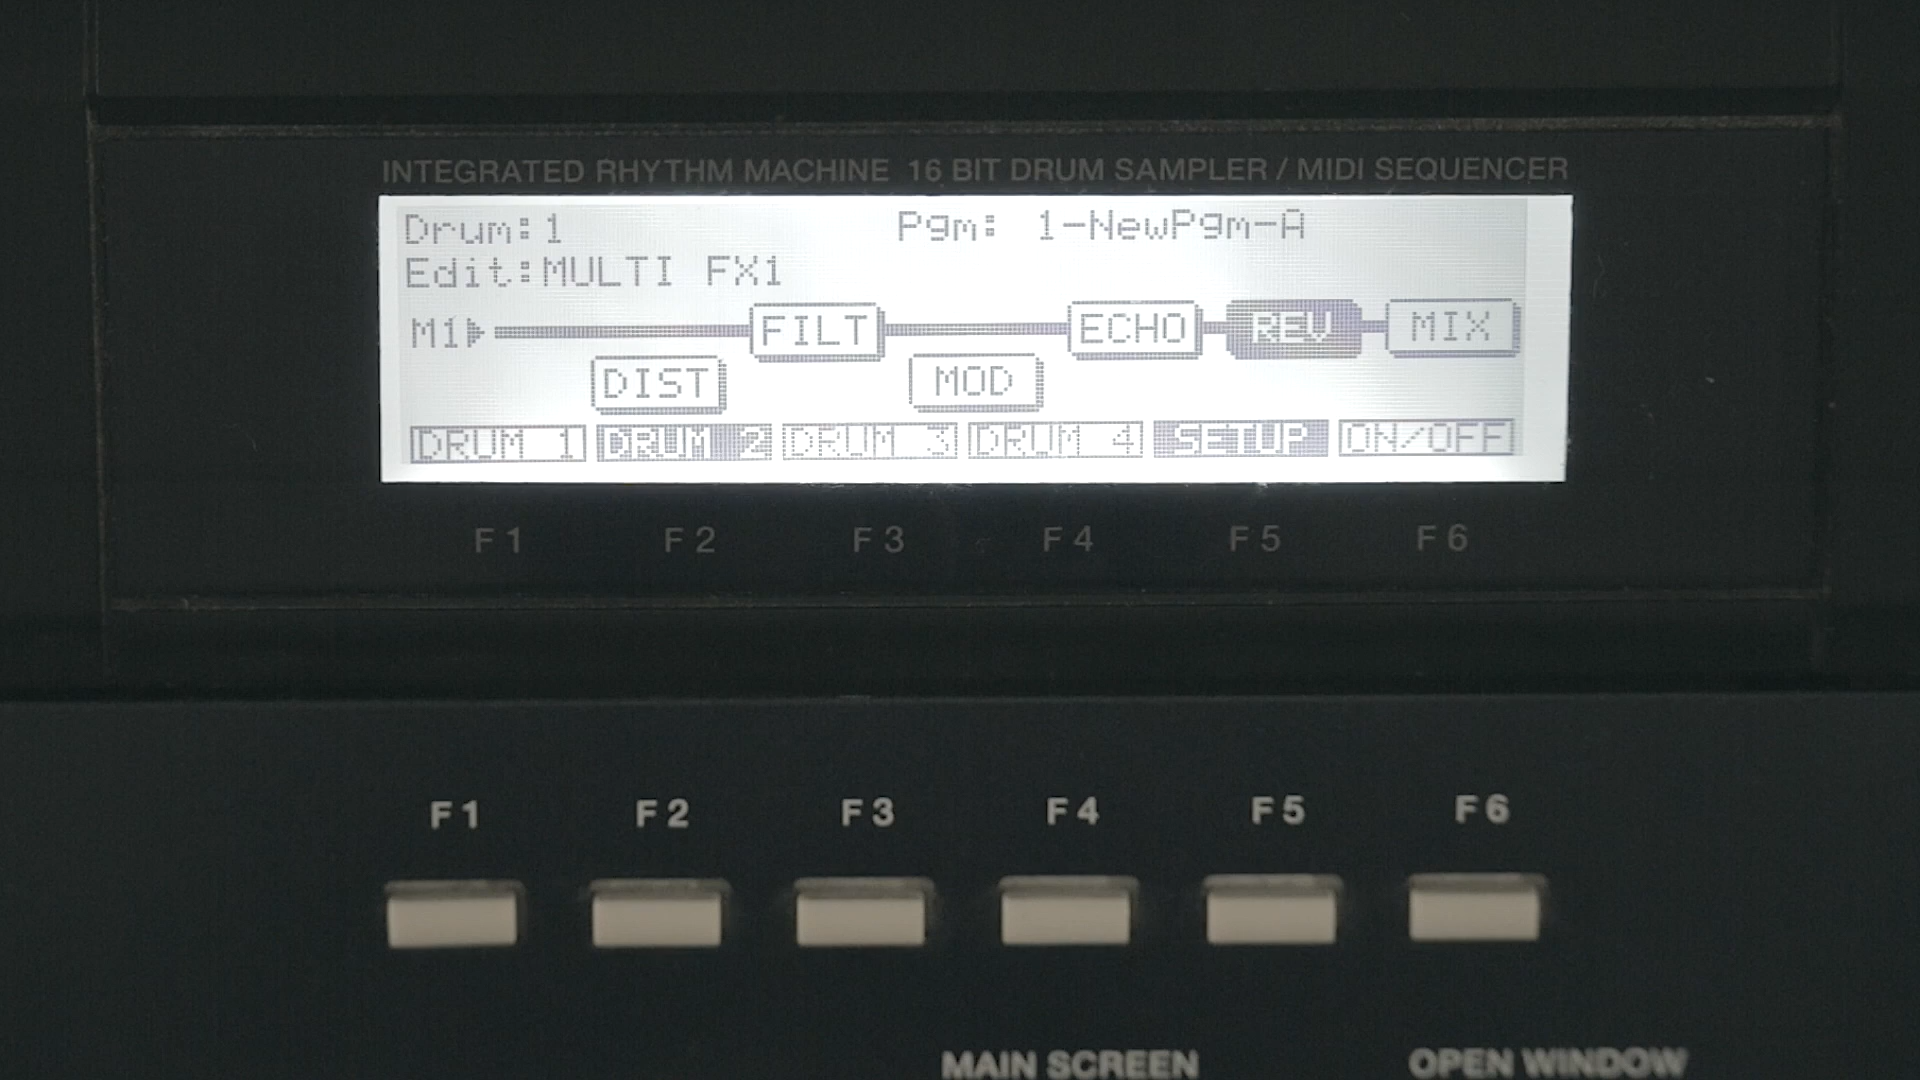 INTEGRATED RHYTHM MACHINE 16 BIT DRUM SAMPLER / MIDI SEQUENCER
Drum:1 Pgm: 1-NewPgm-A
Edit:MULTI FX1
M1 FILT ECHO REV MIX
DIST MOD
DRUM 1 DRUM 2 DRUM 3 DRUM 4 SETUP ON/OFF
F1 F2 F3 F4 F5 F6
F1 F2 F3 F4 F5 F6
MAIN SCREEN OPEN WINDOW